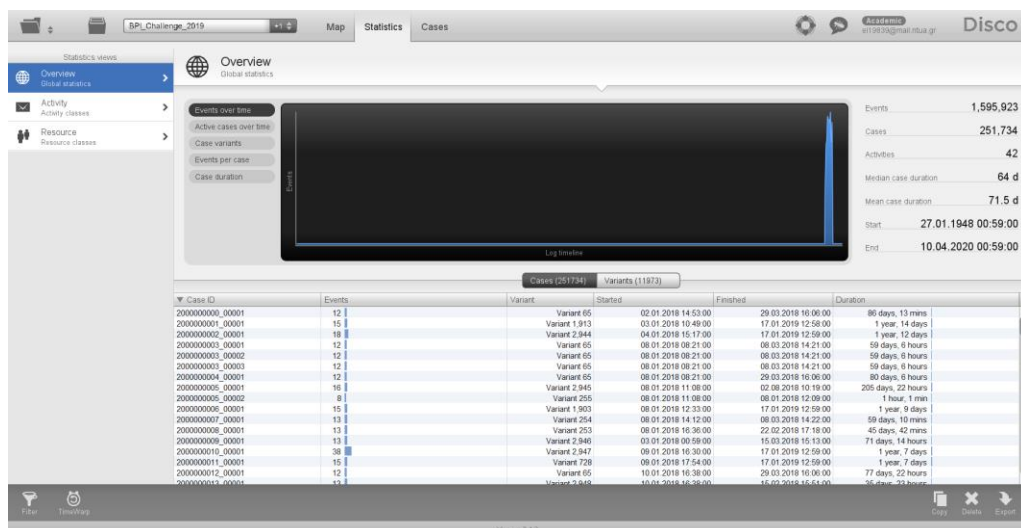 BPI_Challenge_2019
Map Statistics Cases
Academic
Disco
Statistics views
Overview
Global statistics
Activity
Activity classes
Resource
Resource classes
Overview
Global statistics
Events over time
Active cases over time
Case variants
Events per case
Case duration
Events
Log timeline
Events 1,595,923
Cases 251,734
Activities 42
Median case duration 64 d
Mean case duration 71.5 d
Start 27.01.1948 00:59:00
End 10.04.2020 00:59:00
Cases (251734) Variants (11973)
▼ Case ID Events Variant Started Finished Duration
2000000000_00001 12 Variant 65 02.01.2018 14:53:00 29.03.2018 16:06:00 86 days, 13 mins
2000000001_00001 15 Variant 1,913 03.01.2018 10:49:00 17.01.2019 12:58:00 1 year, 14 days
2000000002_00001 18 Variant 2,944 04.01.2018 15:17:00 17.01.2019 12:59:00 1 year, 12 days
2000000003_00001 12 Variant 65 08.01.2018 08:21:00 08.03.2018 14:21:00 59 days, 6 hours
2000000003_00002 12 Variant 65 08.01.2018 08:21:00 08.03.2018 14:21:00 59 days, 6 hours
2000000003_00003 12 Variant 65 08.01.2018 08:21:00 08.03.2018 14:21:00 59 days, 6 hours
2000000004_00001 12 Variant 65 08.01.2018 08:21:00 29.03.2018 16:06:00 80 days, 6 hours
2000000005_00001 16 Variant 2,945 08.01.2018 11:08:00 02.08.2018 10:19:00 205 days, 22 hours
2000000005_00002 8 Variant 255 08.01.2018 11:08:00 08.01.2018 12:09:00 1 hour, 1 min
2000000006_00001 15 Variant 1,903 08.01.2018 12:33:00 17.01.2019 12:59:00 1 year, 9 days
2000000007_00001 13 Variant 254 08.01.2018 14:12:00 08.03.2018 14:22:00 59 days, 10 mins
2000000008_00001 13 Variant 253 08.01.2018 16:36:00 22.02.2018 17:18:00 45 days, 42 mins
2000000009_00001 13 Variant 2,946 03.01.2018 00:59:00 15.03.2018 15:13:00 71 days, 14 hours
2000000010_00001 38 Variant 2,947 09.01.2018 16:30:00 17.01.2019 12:59:00 1 year, 7 days
2000000011_00001 15 Variant 728 09.01.2018 17:54:00 17.01.2019 12:59:00 1 year, 7 days
2000000012_00001 12 Variant 65 10.01.2018 16:38:00 29.03.2018 16:06:00 77 days, 22 hours
2000000013_00001 13 Variant 2,948 10.01.2018 16:38:00 15.03.2018 15:51:00
Filter TimeWarp Copy Delete Export